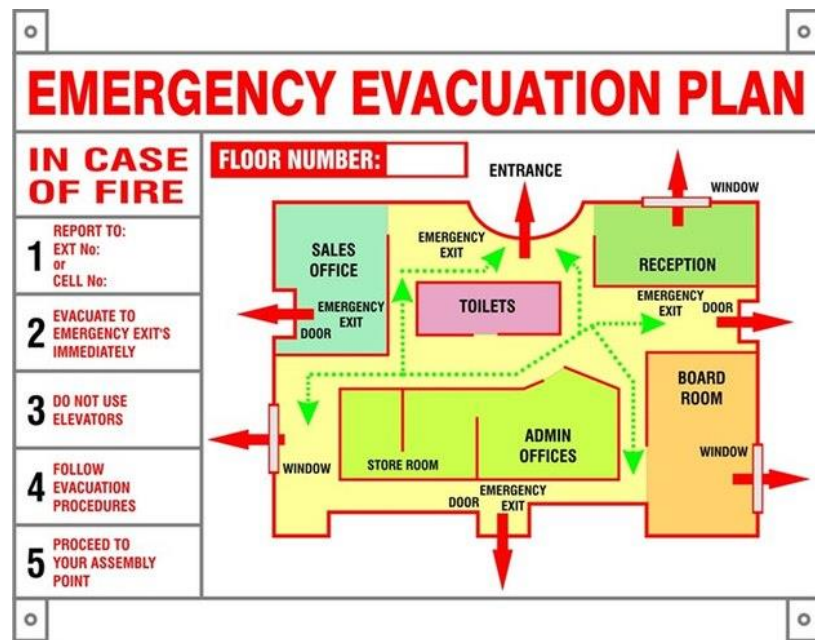 EMERGENCY EVACUATION PLAN
IN CASE
OF FIRE
1 REPORT TO:
EXT No:
or
CELL No:
2 EVACUATE TO
EMERGENCY EXIT'S
IMMEDIATELY
3 DO NOT USE
ELEVATORS
4 FOLLOW
EVACUATION
PROCEDURES
5 PROCEED TO
YOUR ASSEMBLY
POINT
FLOOR NUMBER:
ENTRANCE
WINDOW
SALES
OFFICE
EMERGENCY
EXIT
RECEPTION
TOILETS
EMERGENCY
EXIT
DOOR
EMERGENCY
EXIT
DOOR
BOARD
ROOM
ADMIN
OFFICES
STORE ROOM
WINDOW
WINDOW
DOOR
EMERGENCY
EXIT